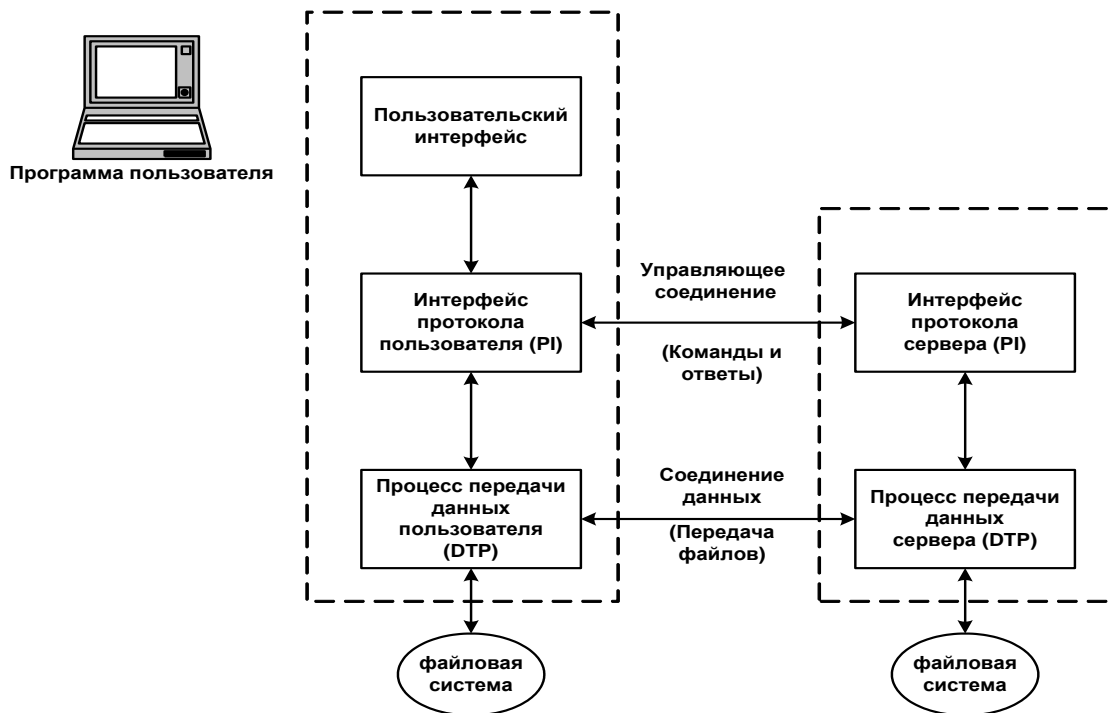 Программа пользователя
Пользовательский
интерфейс
Управляющее
соединение
Интерфейс
протокола
пользователя (PI)
(Команды и
ответы)
Интерфейс
протокола
сервера (PI)
Соединение
данных
Процесс передачи
данных
пользователя
(DTP)
(Передача
файлов)
Процесс передачи
данных
сервера (DTP)
файловая
система
файловая
система